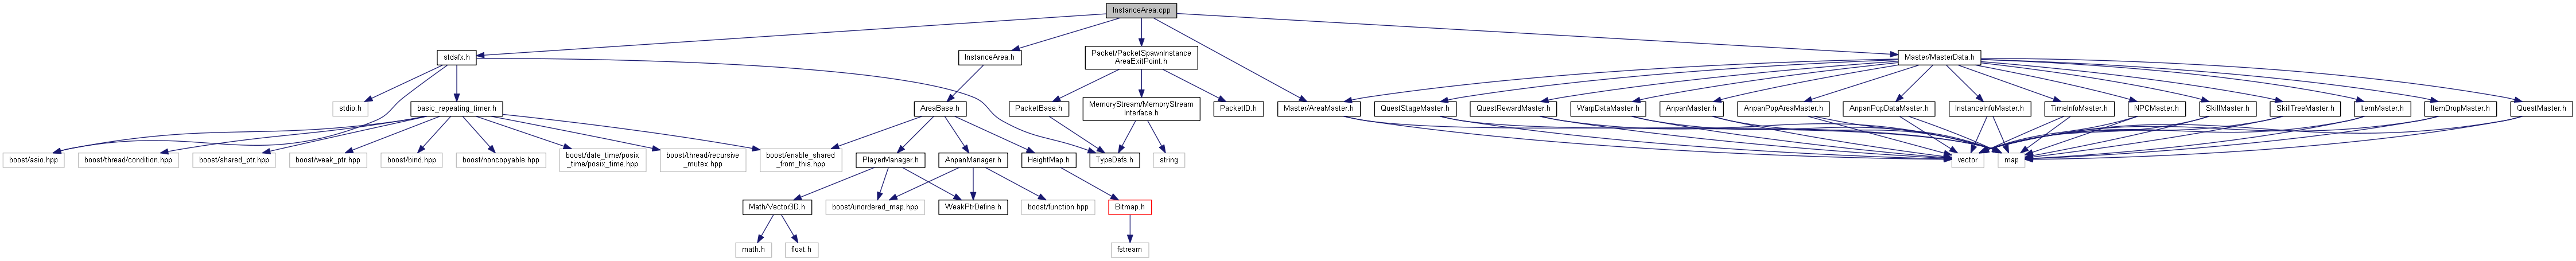 InstanceArea.cpp
stdafx.h
InstanceArea.h
Packet/PacketSpawnInstance
AreaExitPoint.h
Master/MasterData.h
stdio.h
basic_repeating_timer.h
AreaBase.h
PacketBase.h
MemoryStream/MemoryStream
Interface.h
PacketID.h
Master/AreaMaster.h
QuestStageMaster.h
QuestRewardMaster.h
WarpDataMaster.h
AnpanMaster.h
AnpanPopAreaMaster.h
AnpanPopDataMaster.h
InstanceInfoMaster.h
TimeInfoMaster.h
NPCMaster.h
SkillMaster.h
SkillTreeMaster.h
ItemMaster.h
ItemDropMaster.h
QuestMaster.h
boost/asio.hpp
boost/thread/condition.hpp
boost/shared_ptr.hpp
boost/weak_ptr.hpp
boost/bind.hpp
boost/noncopyable.hpp
boost/date_time/posix
_time/posix_time.hpp
boost/thread/recursive
_mutex.hpp
boost/enable_shared
_from_this.hpp
PlayerManager.h
AnpanManager.h
HeightMap.h
TypeDefs.h
string
vector
map
Math/Vector3D.h
boost/unordered_map.hpp
WeakPtrDefine.h
boost/function.hpp
Bitmap.h
math.h
float.h
fstream